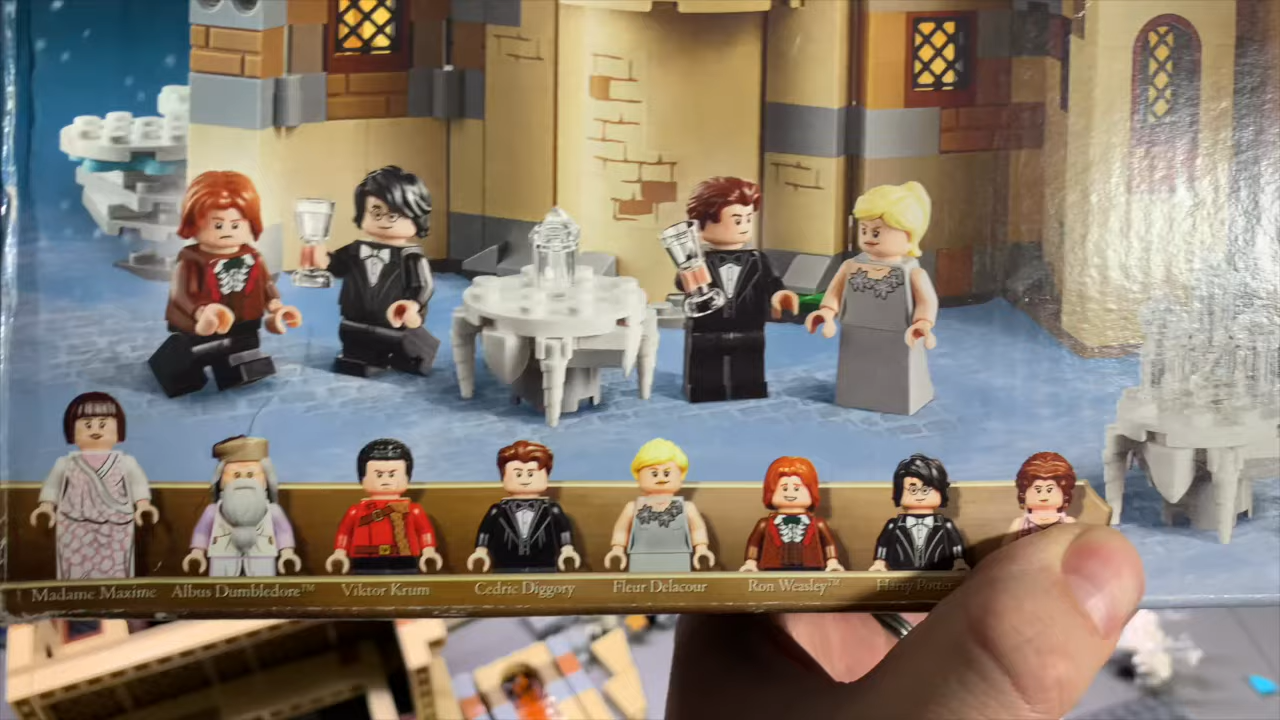 Madame Maxime
Albus Dumbledore™
Viktor Krum
Cedric Diggory
Fleur Delacour
Ron Weasley™
Harry Potter